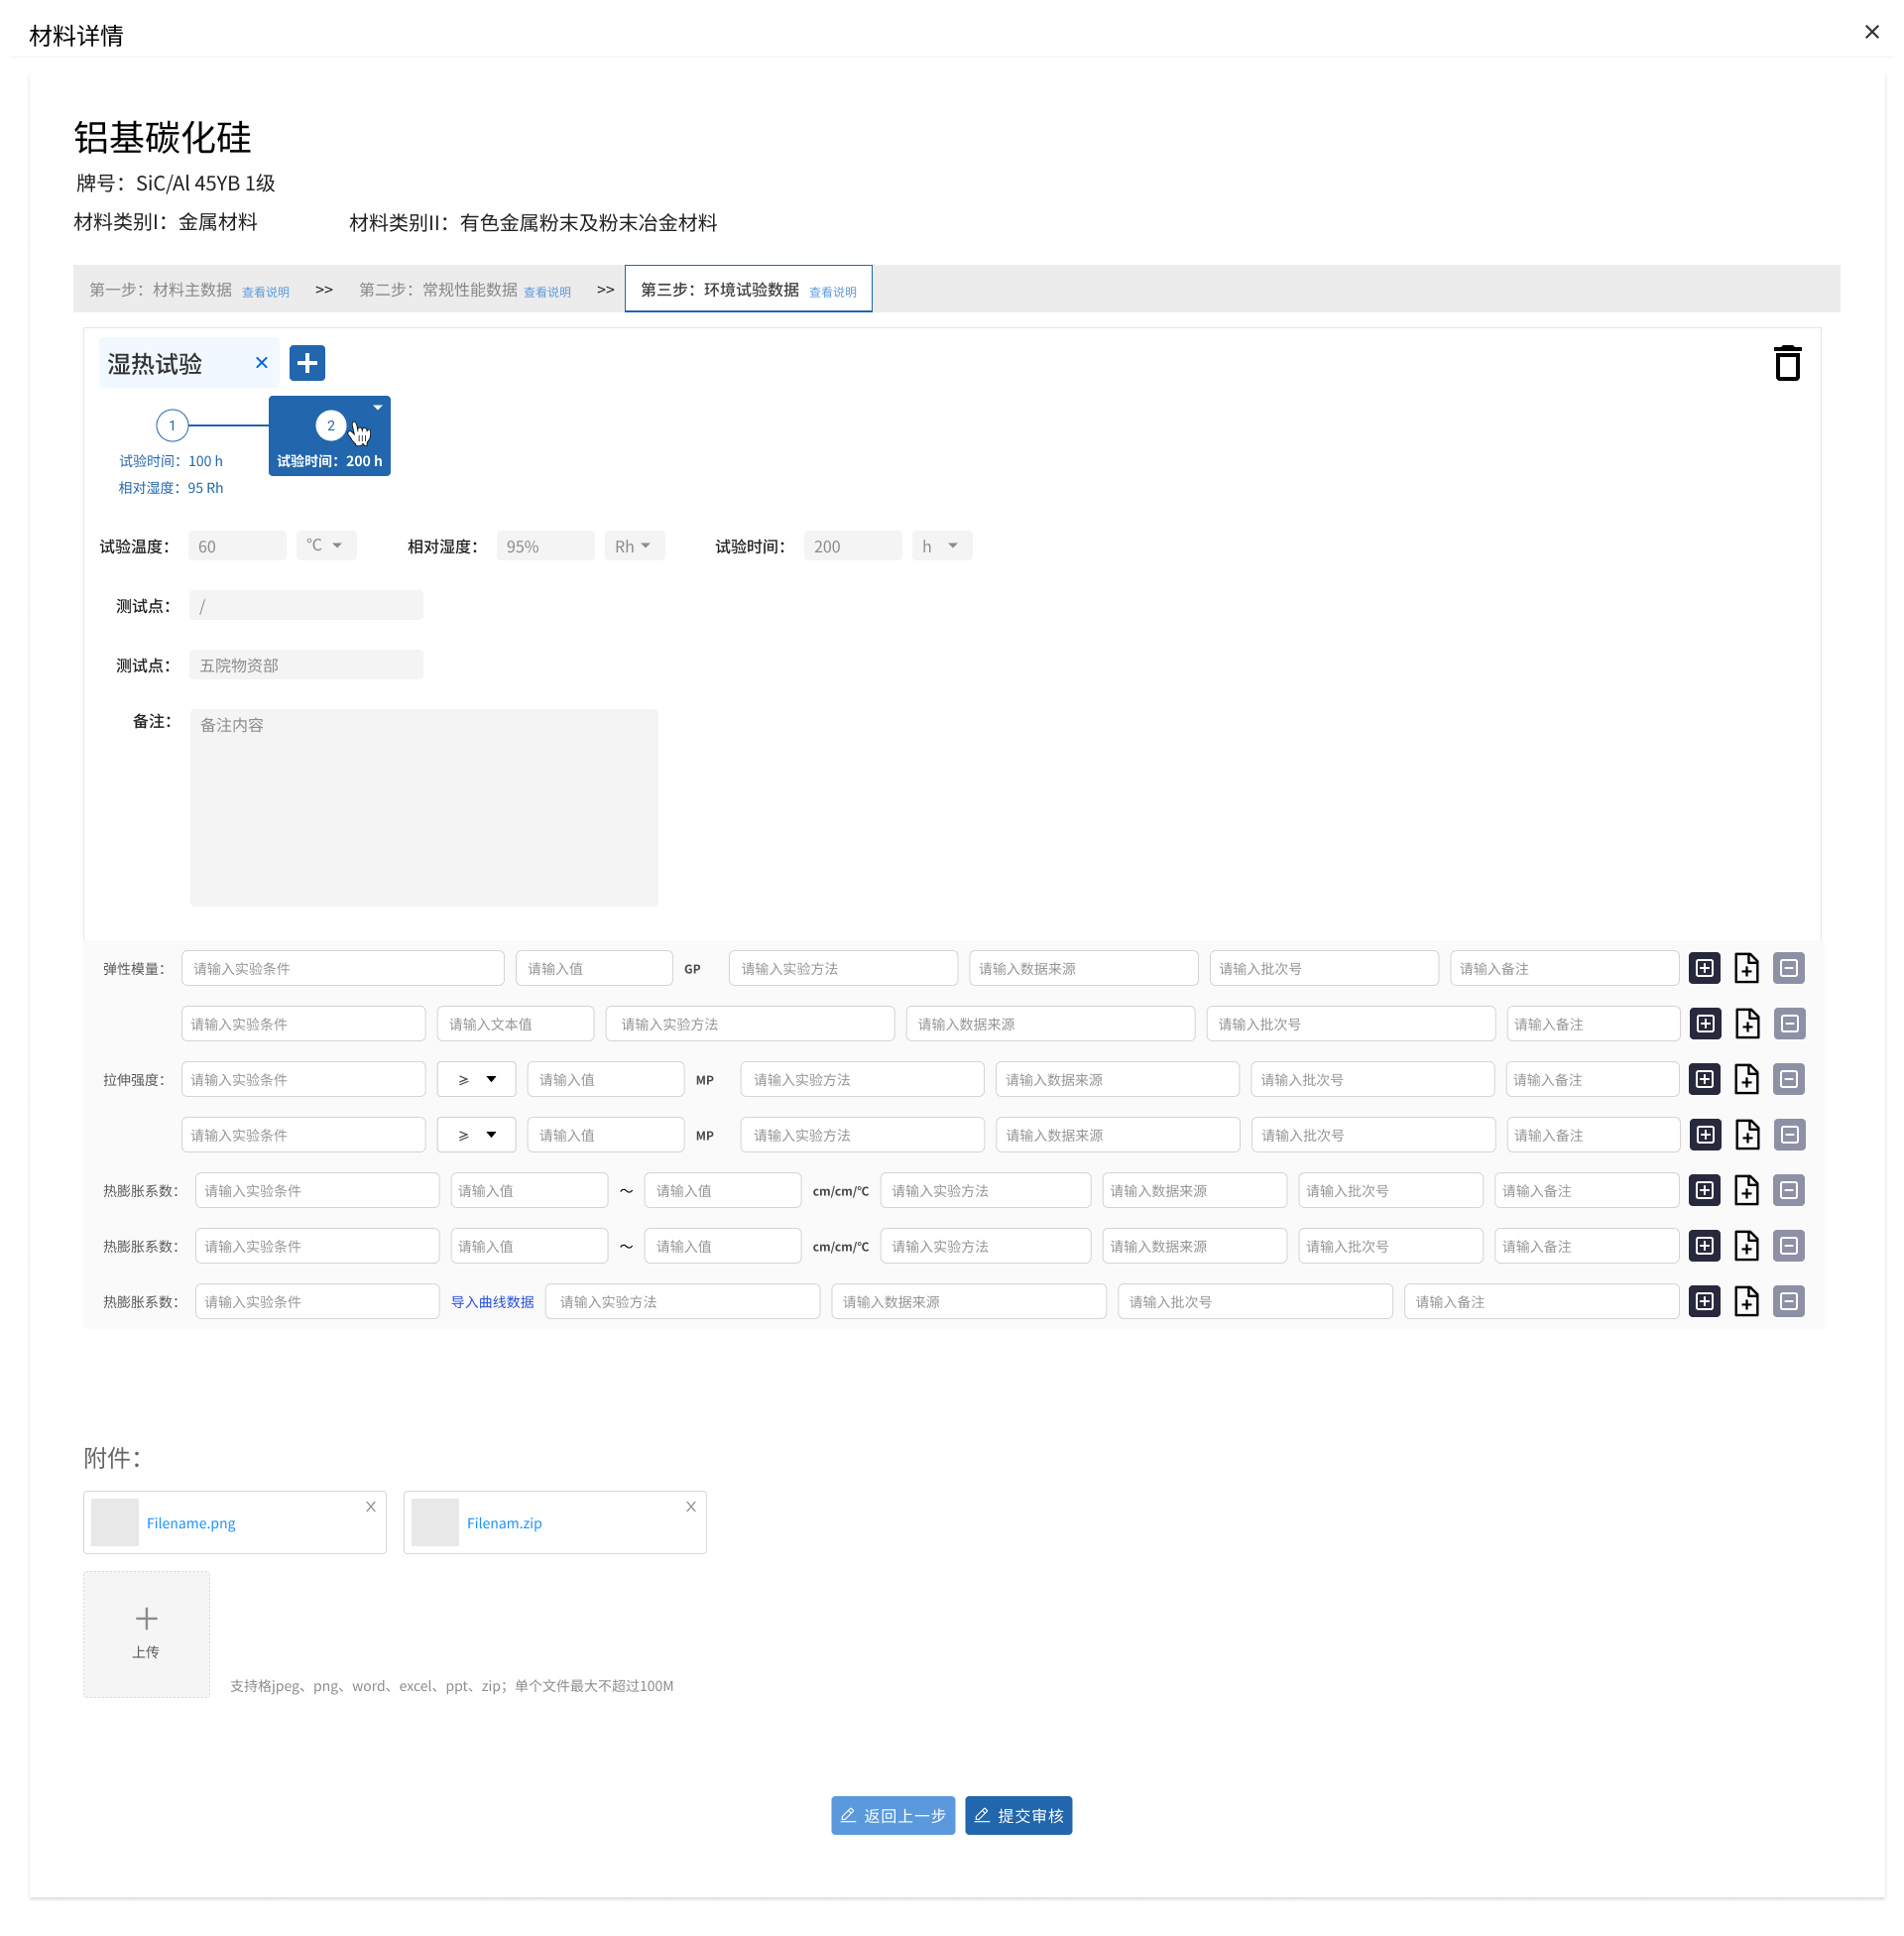 材料详情
铝基碳化硅
牌号：SiC/Al 45YB 1级
材料类别I：金属材料 材料类别II：有色金属粉末及粉末冶金材料
第一步：材料主数据 查看说明 >> 第二步：常规性能数据 查看说明 >> 第三步：环境试验数据 查看说明
湿热试验
1 2
试验时间：100 h 试验时间：200 h
相对湿度：95 Rh
试验温度： 60 ℃ 相对湿度： 95% Rh 试验时间： 200 h
测试点： /
测试点： 五院物资部
备注： 备注内容
弹性模量： 请输入实验条件 请输入值 GP 请输入实验方法 请输入数据来源 请输入批次号 请输入备注
请输入实验条件 请输入文本值 请输入实验方法 请输入数据来源 请输入批次号 请输入备注
拉伸强度： 请输入实验条件 ≥ 请输入值 MP 请输入实验方法 请输入数据来源 请输入批次号 请输入备注
请输入实验条件 ≥ 请输入值 MP 请输入实验方法 请输入数据来源 请输入批次号 请输入备注
热膨胀系数： 请输入实验条件 请输入值 ～ 请输入值 cm/cm/℃ 请输入实验方法 请输入数据来源 请输入批次号 请输入备注
热膨胀系数： 请输入实验条件 请输入值 ～ 请输入值 cm/cm/℃ 请输入实验方法 请输入数据来源 请输入批次号 请输入备注
热膨胀系数： 请输入实验条件 导入曲线数据 请输入实验方法 请输入数据来源 请输入批次号 请输入备注
附件：
Filename.png Filenam.zip
上传
支持格jpeg、png、word、excel、ppt、zip；单个文件最大不超过100M
返回上一步 提交审核